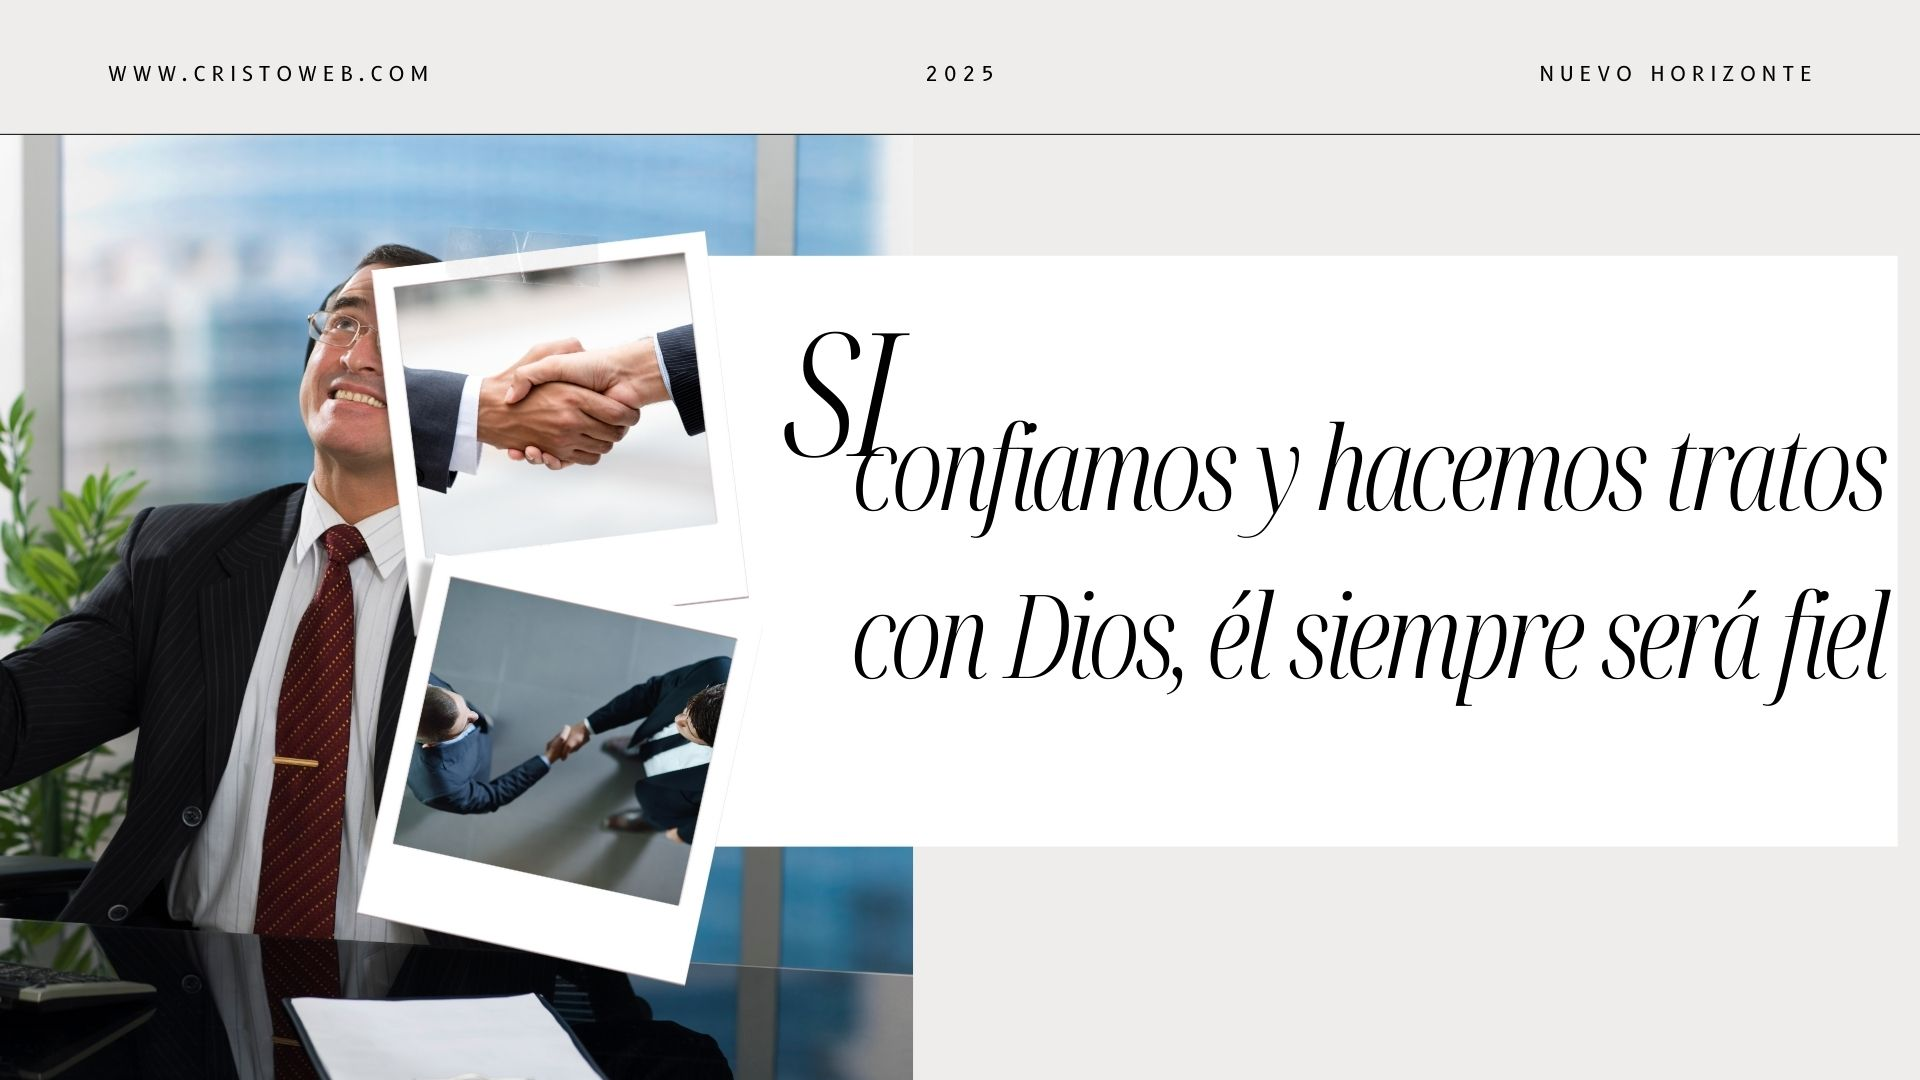 WWW.CRISTOWEB.COM
2025
NUEVO HORIZONTE
SI
confiamos y hacemos tratos
con Dios, él siempre será fiel